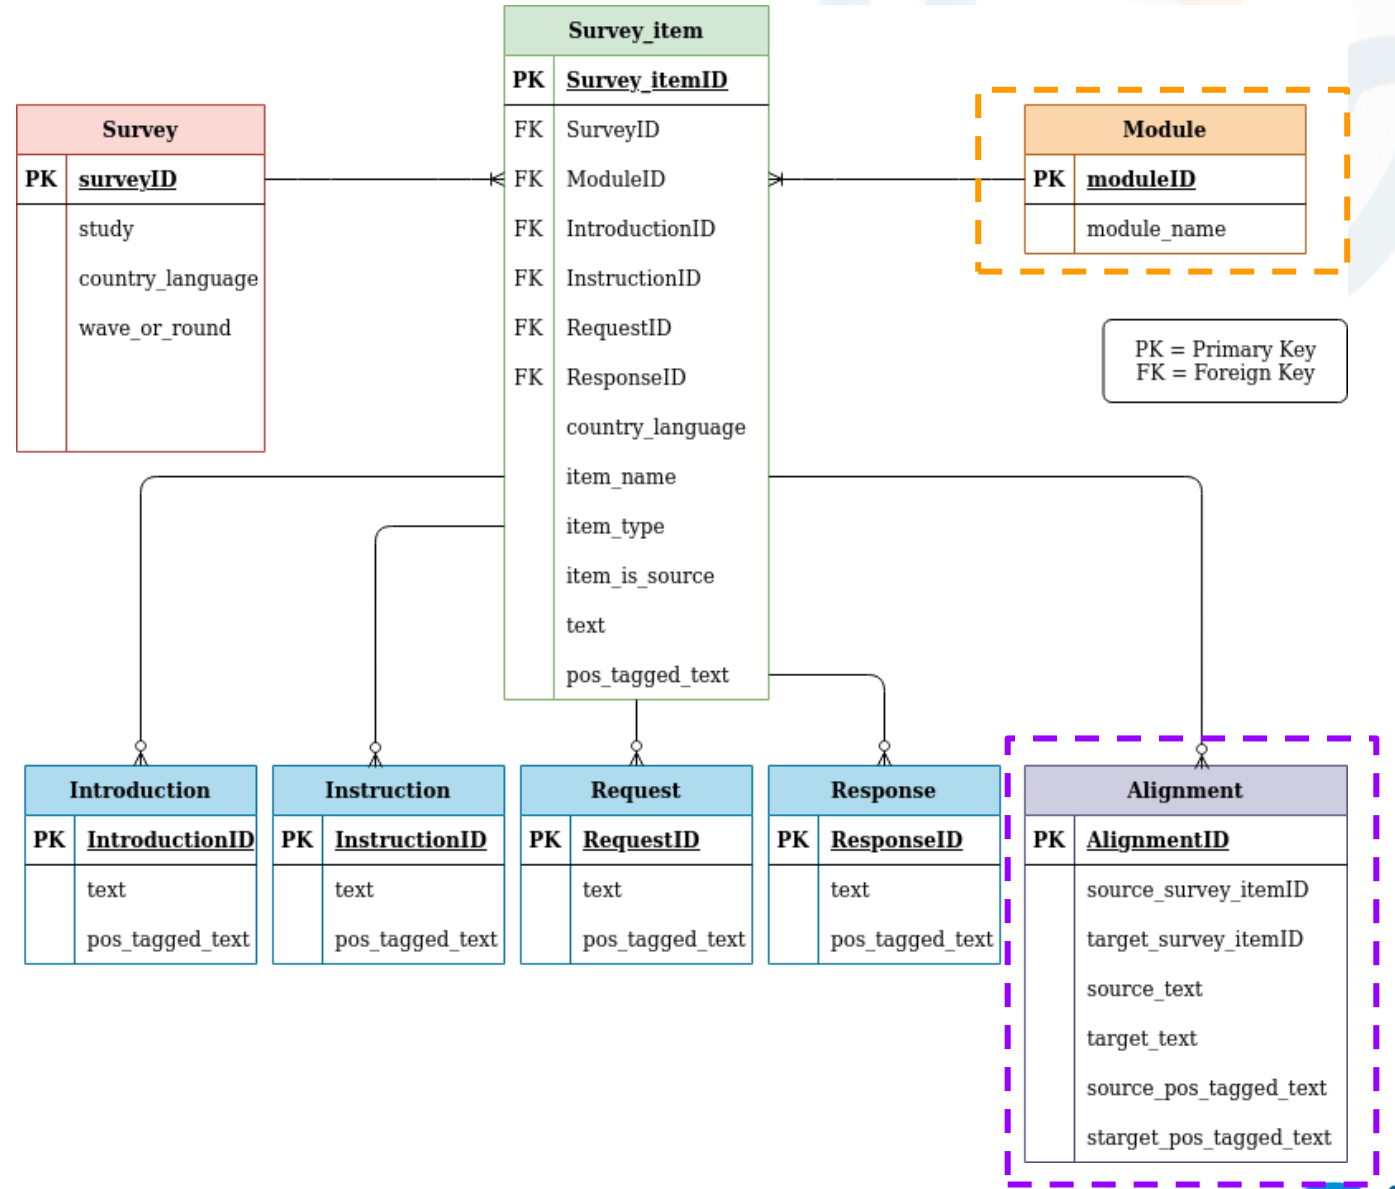 Survey_item
PK Survey_itemID
FK SurveyID
FK ModuleID
FK IntroductionID
FK InstructionID
FK RequestID
FK ResponseID
country_language
item_name
item_type
item_is_source
text
pos_tagged_text
Survey
PK surveyID
study
country_language
wave_or_round
Module
PK moduleID
module_name
PK = Primary Key
FK = Foreign Key
Introduction
PK IntroductionID
text
pos_tagged_text
Instruction
PK InstructionID
text
pos_tagged_text
Request
PK RequestID
text
pos_tagged_text
Response
PK ResponseID
text
pos_tagged_text
Alignment
PK AlignmentID
source_survey_itemID
target_survey_itemID
source_text
target_text
source_pos_tagged_text
starget_pos_tagged_text